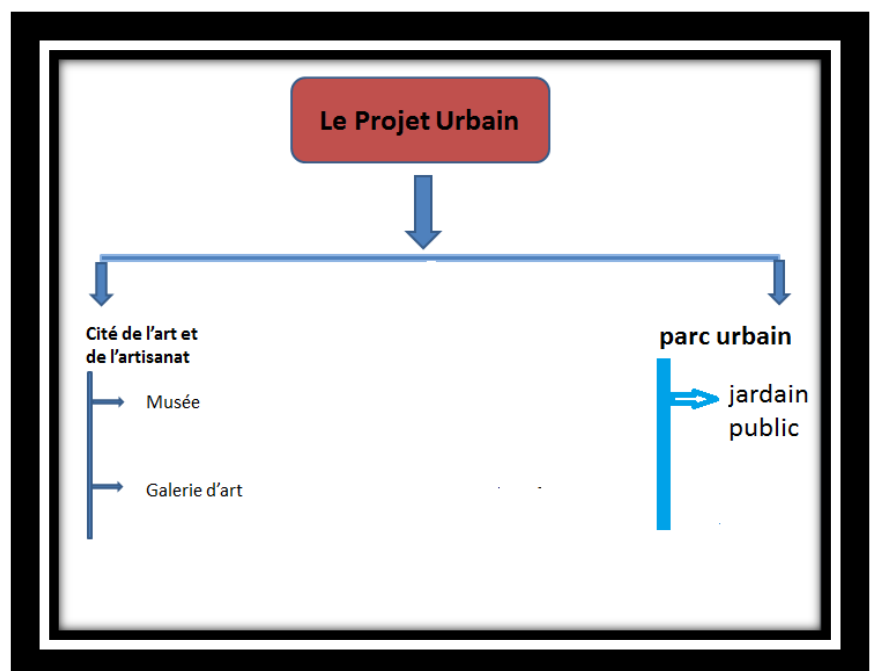 Le Projet Urbain
Cité de l'art et
de l'artisanat
Musée
Galerie d'art
parc urbain
jardain
public